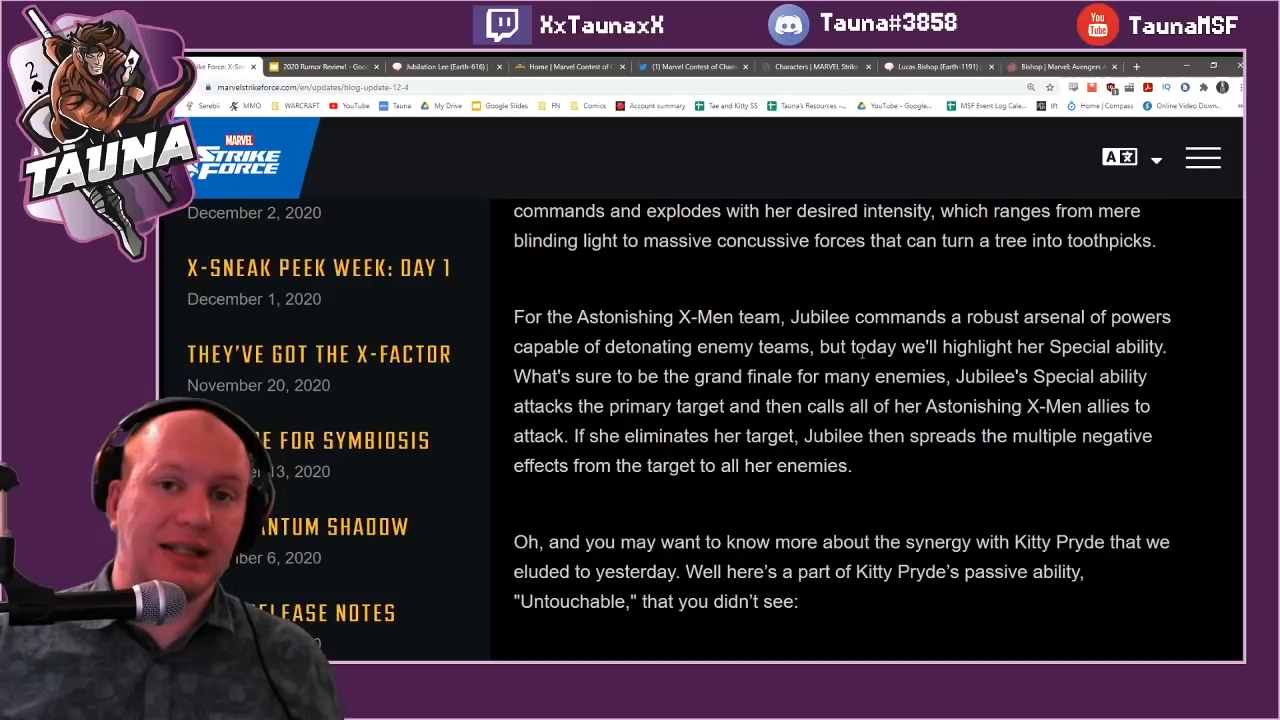 XxTaunaxX
Tauna#3858
You
Tube
TaunaMSF
2
TAUNA
2020 Rumor Review! - Goo
Jubilation Lee (Earth-616) |
Home | Marvel Contest of C
(1) Marvel Contest of Cham
Characters | MARVEL Strik
Lucas Bishop (Earth-1191) |
Bishop | Marvel: Avengers A
marvelstrikeforce.com/en/updates/blog-update-12-4
Serebii
MMO
WARCRAFT
YouTube
Tauna
My Drive
Google Slides
FN
Comics
Account summary
Tae and Kitty SS
Tauna's Resources -...
YouTube - Google...
MSF Event Log Cale...
tft
Home | Compass
Online Video Down...
MARVEL
STRIKE
FORCE
December 2, 2020
X-SNEAK PEEK WEEK: DAY 1
December 1, 2020
THEY'VE GOT THE X-FACTOR
November 20, 2020
E FOR SYMBIOSIS
13, 2020
NTUM SHADOW
6, 2020
LEASE NOTES
commands and explodes with her desired intensity, which ranges from mere
blinding light to massive concussive forces that can turn a tree into toothpicks.
For the Astonishing X-Men team, Jubilee commands a robust arsenal of powers
capable of detonating enemy teams, but today we'll highlight her Special ability.
What's sure to be the grand finale for many enemies, Jubilee's Special ability
attacks the primary target and then calls all of her Astonishing X-Men allies to
attack. If she eliminates her target, Jubilee then spreads the multiple negative
effects from the target to all her enemies.
Oh, and you may want to know more about the synergy with Kitty Pryde that we
eluded to yesterday. Well here's a part of Kitty Pryde's passive ability,
"Untouchable," that you didn't see: